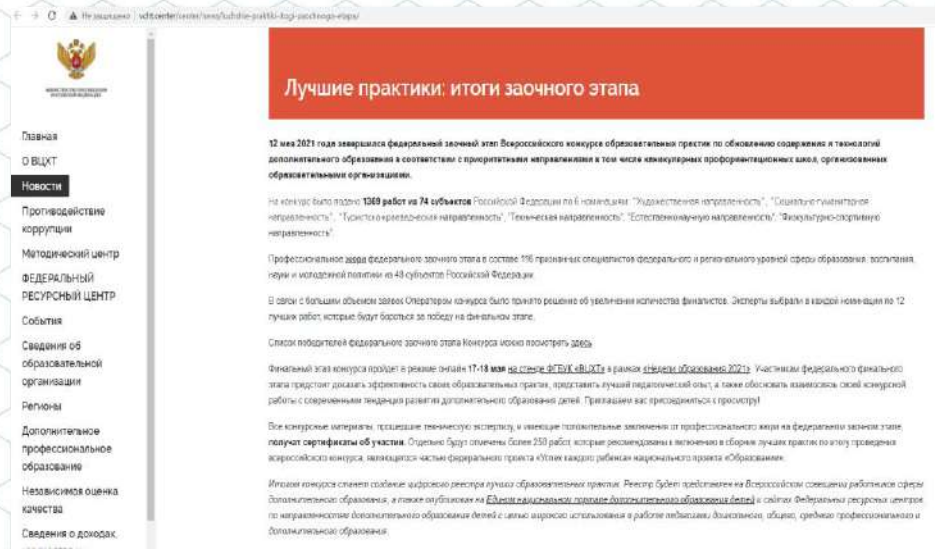 Не защищено | vcht.center/center/news/luchshie-praktiki-itogi-zaochnogo-etapa/
МИНИСТЕРСТВО ПРОСВЕЩЕНИЯ
РОССИЙСКОЙ ФЕДЕРАЦИИ
Главная
О ВЦХТ
Новости
Противодействие
коррупции
Методический центр
ФЕДЕРАЛЬНЫЙ
РЕСУРСНЫЙ ЦЕНТР
События
Сведения об
образовательной
организации
Регионы
Дополнительное
профессиональное
образование
Независимая оценка
качества
Сведения о доходах,
Лучшие практики: итоги заочного этапа
12 мая 2021 года завершился федеральный заочный этап Всероссийского конкурса образовательных практик по обновлению содержания и технологий
дополнительного образования в соответствии с приоритетными направлениями в том числе каникулярных профориентационных школ, организованных
образовательными организациями.
На конкурс было подано 1369 работ из 74 субъектов Российской Федерации по 6 номинациям: "Художественная направленность", "Социально-гуманитарная
направленность", "Туристско-краеведческая направленность", "Техническая направленность", "Естественнонаучную направленность", "Физкультурно-спортивную
направленность".
Профессиональное жюри федерального заочного этапа в составе 116 признанных специалистов федерального и регионального уровней сферы образования, воспитания,
науки и молодежной политики из 48 субъектов Российской Федерации.
В связи с большим объемом заявок Оператором конкурса было принято решение об увеличении количества финалистов. Эксперты выбрали в каждой номинации по 12
лучших работ, которые будут бороться за победу на финальном этапе.
Список победителей федерального заочного этапа Конкурса можно посмотреть здесь.
Финальный этап конкурса пройдет в режиме онлайн 17-18 мая на стенде ФГБУК «ВЦХТ» в рамках «Недели образования 2021». Участникам федерального финального
этапа предстоит доказать эффективность своих образовательных практик, представить лучший педагогический опыт, а также обосновать взаимосвязь своей конкурсной
работы с современными тенденция развития дополнительного образования детей. Приглашаем вас присоединиться к просмотру!
Все конкурсные материалы, прошедшие техническую экспертизу, и имеющие положительные заключения от профессионального жюри на федеральном заочном этапе,
получат сертификаты об участии. Отдельно будут отмечены более 250 работ, которые рекомендованы к включению в сборник лучших практик по итогу проведения
всероссийского конкурса, являющегося частью федерального проекта «Успех каждого ребенка» национального проекта «Образование».
Итогом конкурса станет создание цифрового реестра лучших образовательных практик. Реестр будет представлен на Всероссийском совещании работников сферы
дополнительного образования, а также опубликован на Едином национальном портале дополнительного образования детей и сайтах Федеральных ресурсных центров
по направленностям дополнительного образования детей с целью широкого использования в работе педагогами дошкольного, общего, среднего профессионального и
дополнительного образования.